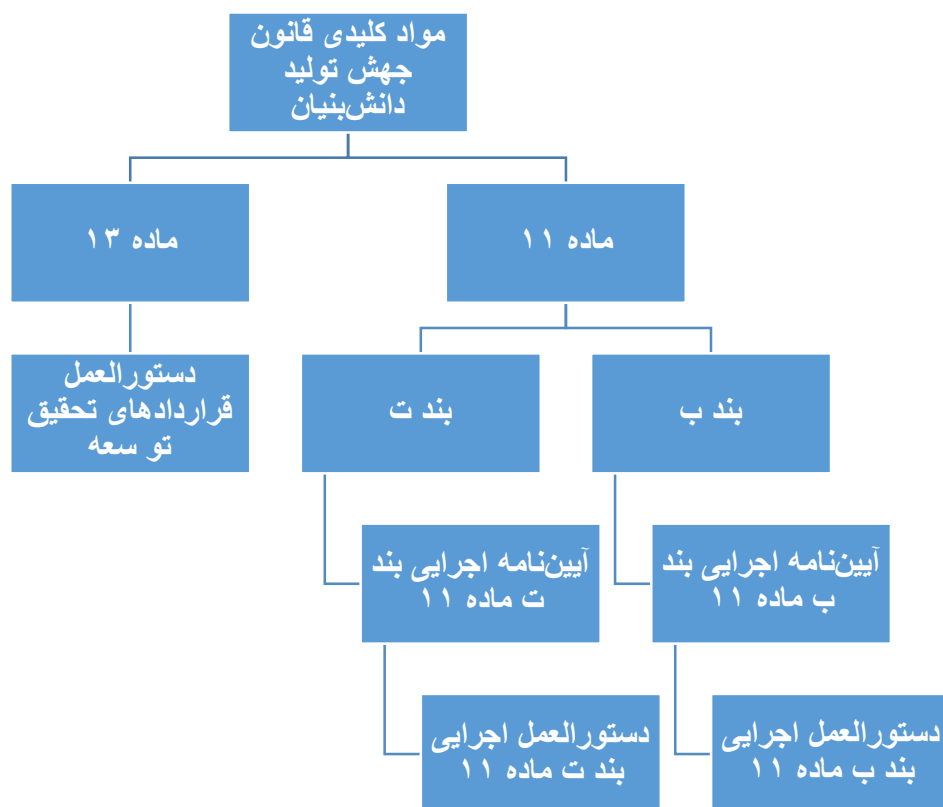 مواد کلیدی قانون
جهش تولید
دانش‌بنیان
ماده ۱۱
ماده ۱۳
بند ب
بند ت
دستورالعمل
قراردادهای تحقیق
تو سعه
آیین‌نامه اجرایی بند
ب ماده ۱۱
آیین‌نامه اجرایی بند
ت ماده ۱۱
دستورالعمل اجرایی
بند ب ماده ۱۱
دستورالعمل اجرایی
بند ت ماده ۱۱